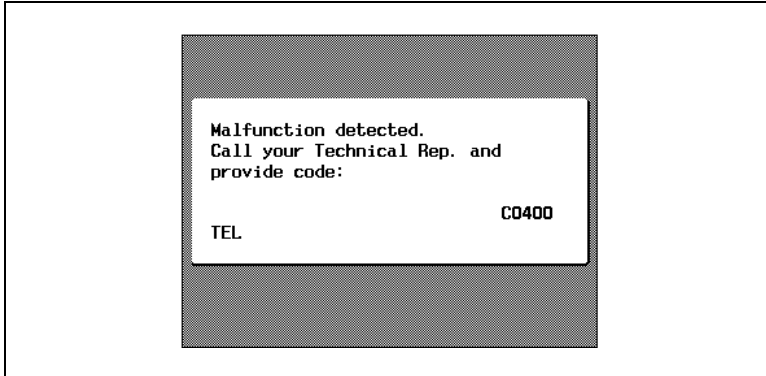 Malfunction detected.
Call your Technical Rep. and
provide code:
C0400
TEL